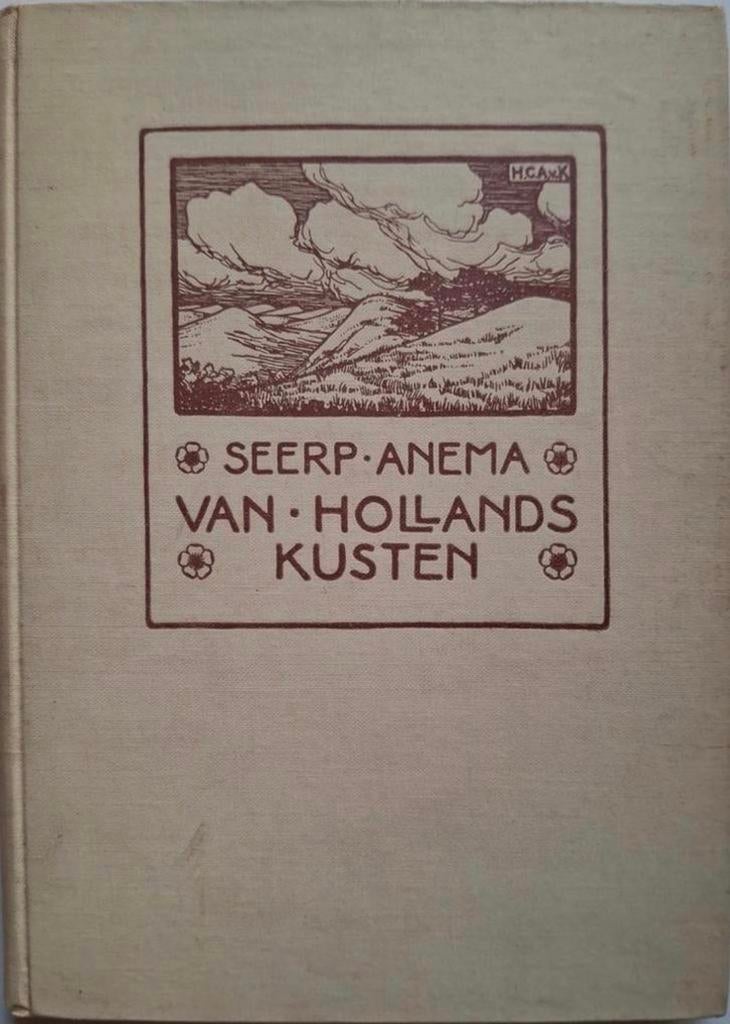 H.C.A.v.K
SEERP·ANEMA
VAN·HOLLANDS
KUSTEN